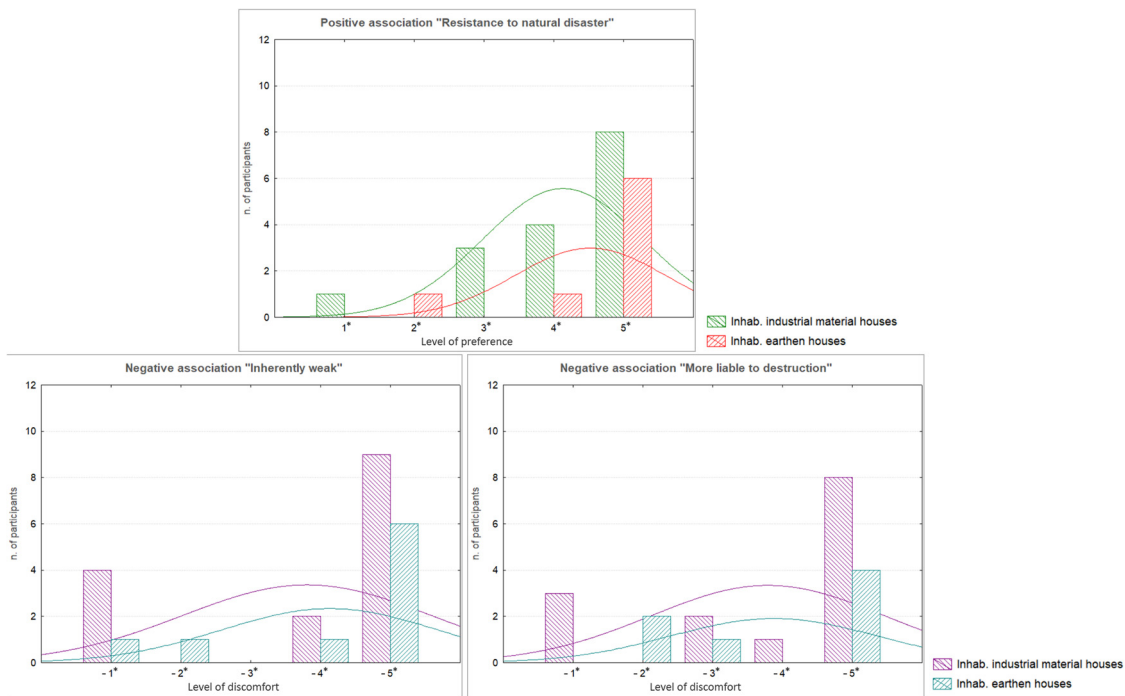 Positive association "Resistance to natural disaster"
12
10
8
6
4
2
0
n. of participants
1* 2* 3* 4* 5*
Level of preference
Inhab. industrial material houses
Inhab. earthen houses
Negative association "Inherently weak"
12
10
8
6
4
2
0
n. of participants
- 1* - 2* - 3* - 4* - 5*
Level of discomfort
Negative association "More liable to destruction"
12
10
8
6
4
2
0
n. of participants
- 1* - 2* - 3* - 4* - 5*
Level of discomfort
Inhab. industrial material houses
Inhab. earthen houses